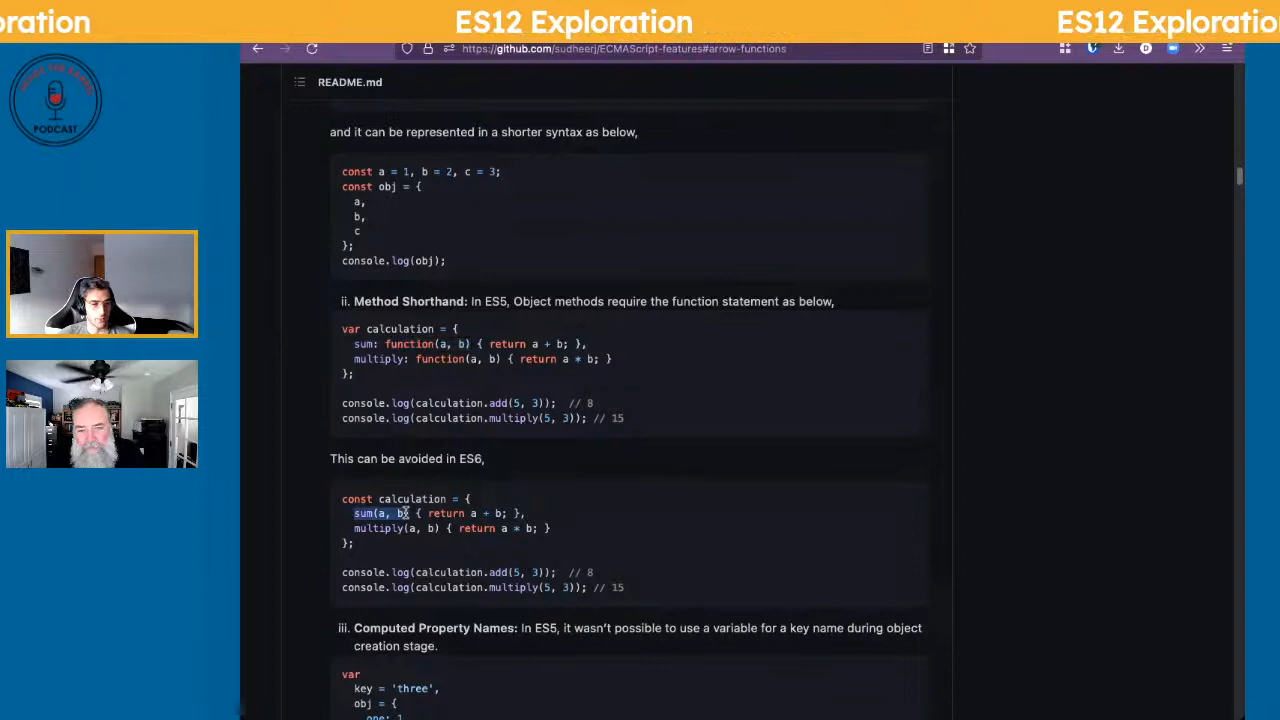 oration
ES12 Exploration
ES12 Exploratio
PODCAST
https://github.com/sudheerj/ECMAScript-features#arrow-functions
README.md
and it can be represented in a shorter syntax as below,
const a = 1, b = 2, c = 3;
const obj = {
a,
b,
c
};
console.log(obj);
ii. Method Shorthand: In ES5, Object methods require the function statement as below,
var calculation = {
sum: function(a, b) { return a + b; },
multiply: function(a, b) { return a * b; }
};
console.log(calculation.add(5, 3));  // 8
console.log(calculation.multiply(5, 3)); // 15
This can be avoided in ES6,
const calculation = {
sum(a, b) { return a + b; },
multiply(a, b) { return a * b; }
};
console.log(calculation.add(5, 3));  // 8
console.log(calculation.multiply(5, 3)); // 15
iii. Computed Property Names: In ES5, it wasn't possible to use a variable for a key name during object
creation stage.
var
key = 'three',
obj = {
one: 1,